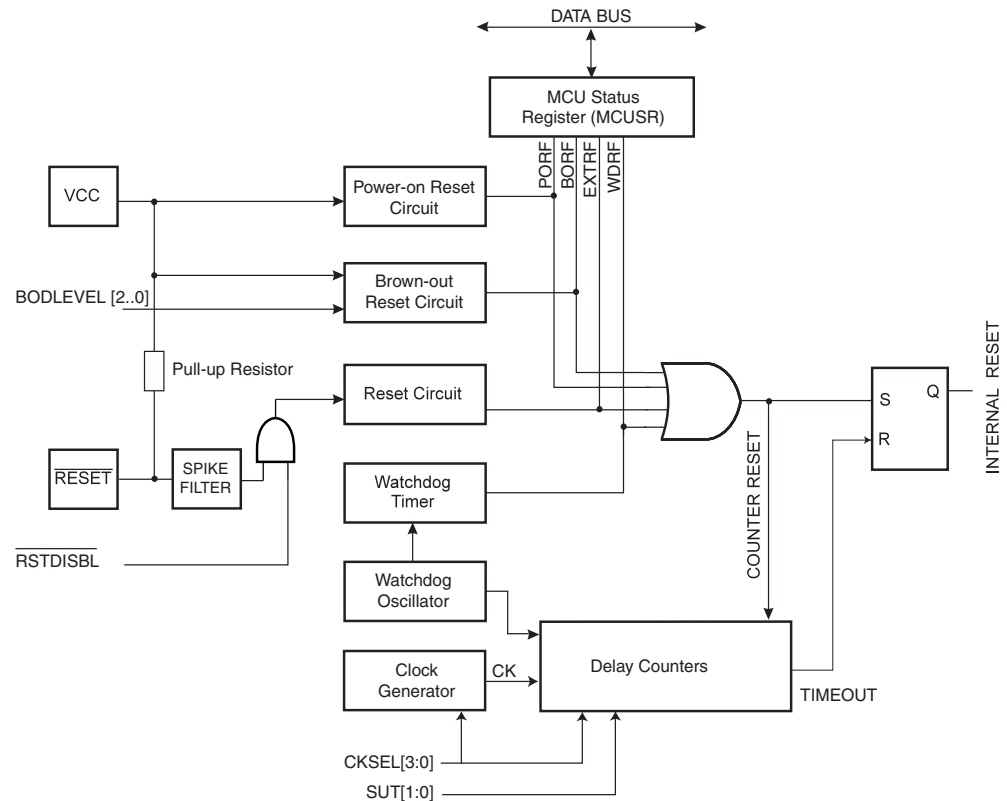 DATA BUS
MCU Status
Register (MCUSR)
PORF
BORF
EXTRF
WDRF
VCC
Power-on Reset
Circuit
BODLEVEL [2..0]
Brown-out
Reset Circuit
Pull-up Resistor
Reset Circuit
RESET
SPIKE
FILTER
Watchdog
Timer
RSTDISBL
Watchdog
Oscillator
Clock
Generator
CK
Delay Counters
COUNTER RESET
S
R
Q
INTERNAL RESET
TIMEOUT
CKSEL[3:0]
SUT[1:0]